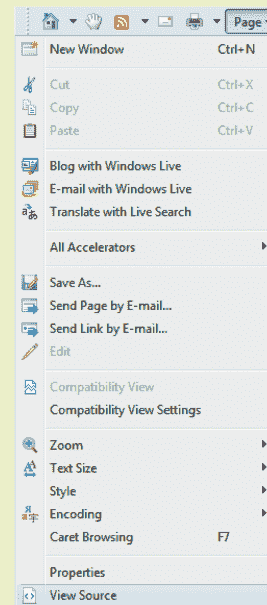 Page
New Window Ctrl+N
Cut Ctrl+X
Copy Ctrl+C
Paste Ctrl+V
Blog with Windows Live
E-mail with Windows Live
Translate with Live Search
All Accelerators
Save As...
Send Page by E-mail...
Send Link by E-mail...
Edit
Compatibility View
Compatibility View Settings
Zoom
Text Size
Style
Encoding
Caret Browsing F7
Properties
View Source